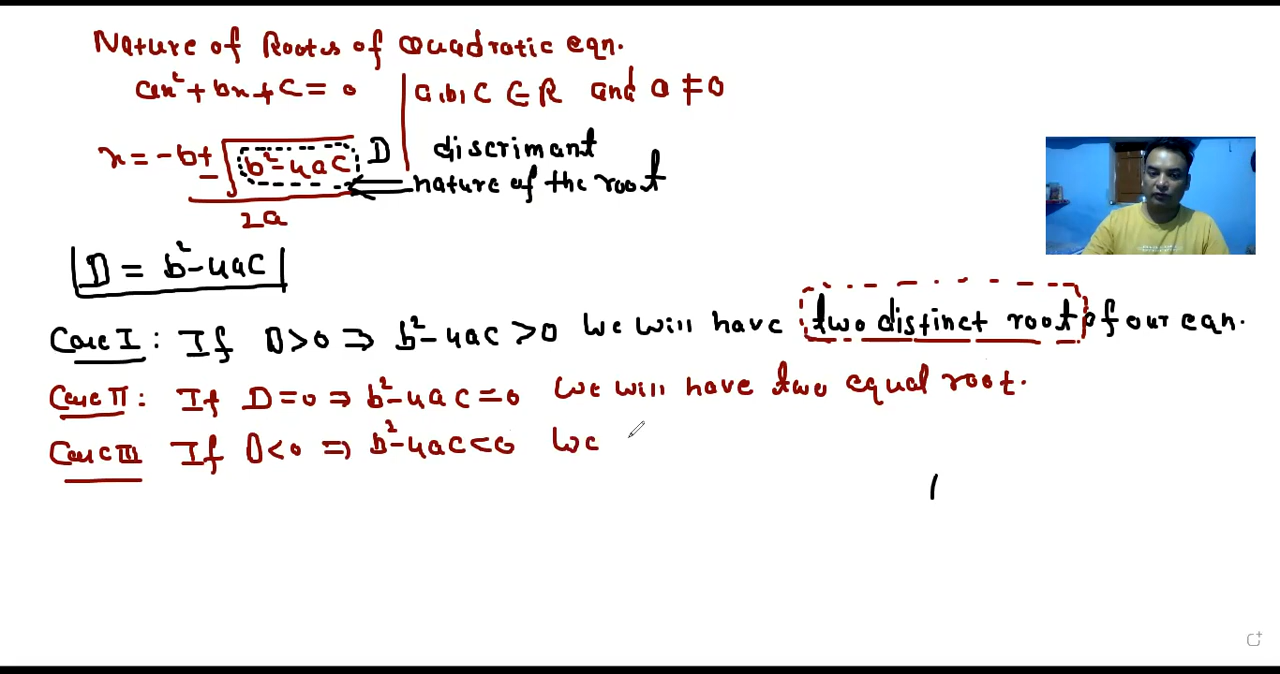 Nature of Roots of quadratic eqn.
ax²+bx+c=0 | a,b,c ∈ R and a ≠ 0
x = -b ± √b²-4ac / 2a D discrimant
nature of the root
D = b²-4ac
Case I: If D>0 ⇒ b²-4ac>0 We will have two distinct root of our eqn.
Case II: If D=0 ⇒ b²-4ac=0 We will have two equal root.
Case III If D<0 ⇒ b²-4ac<0 We